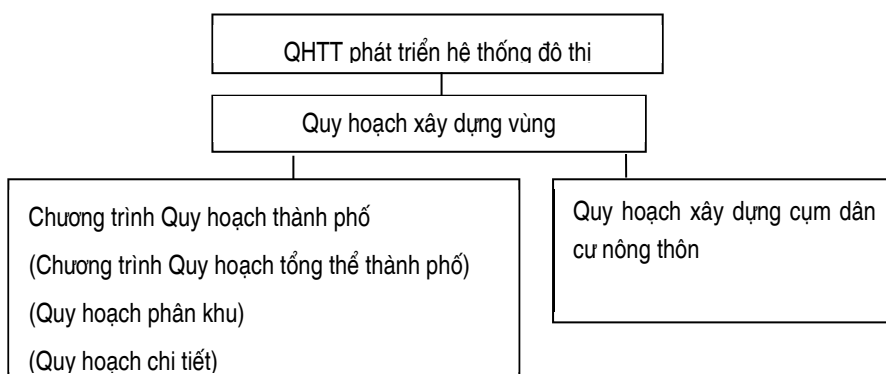 QHTT phát triển hệ thống đô thị
Quy hoạch xây dựng vùng
Chương trình Quy hoạch thành phố
(Chương trình Quy hoạch tổng thể thành phố)
(Quy hoạch phân khu)
(Quy hoạch chi tiết)
Quy hoạch xây dựng cụm dân
cư nông thôn